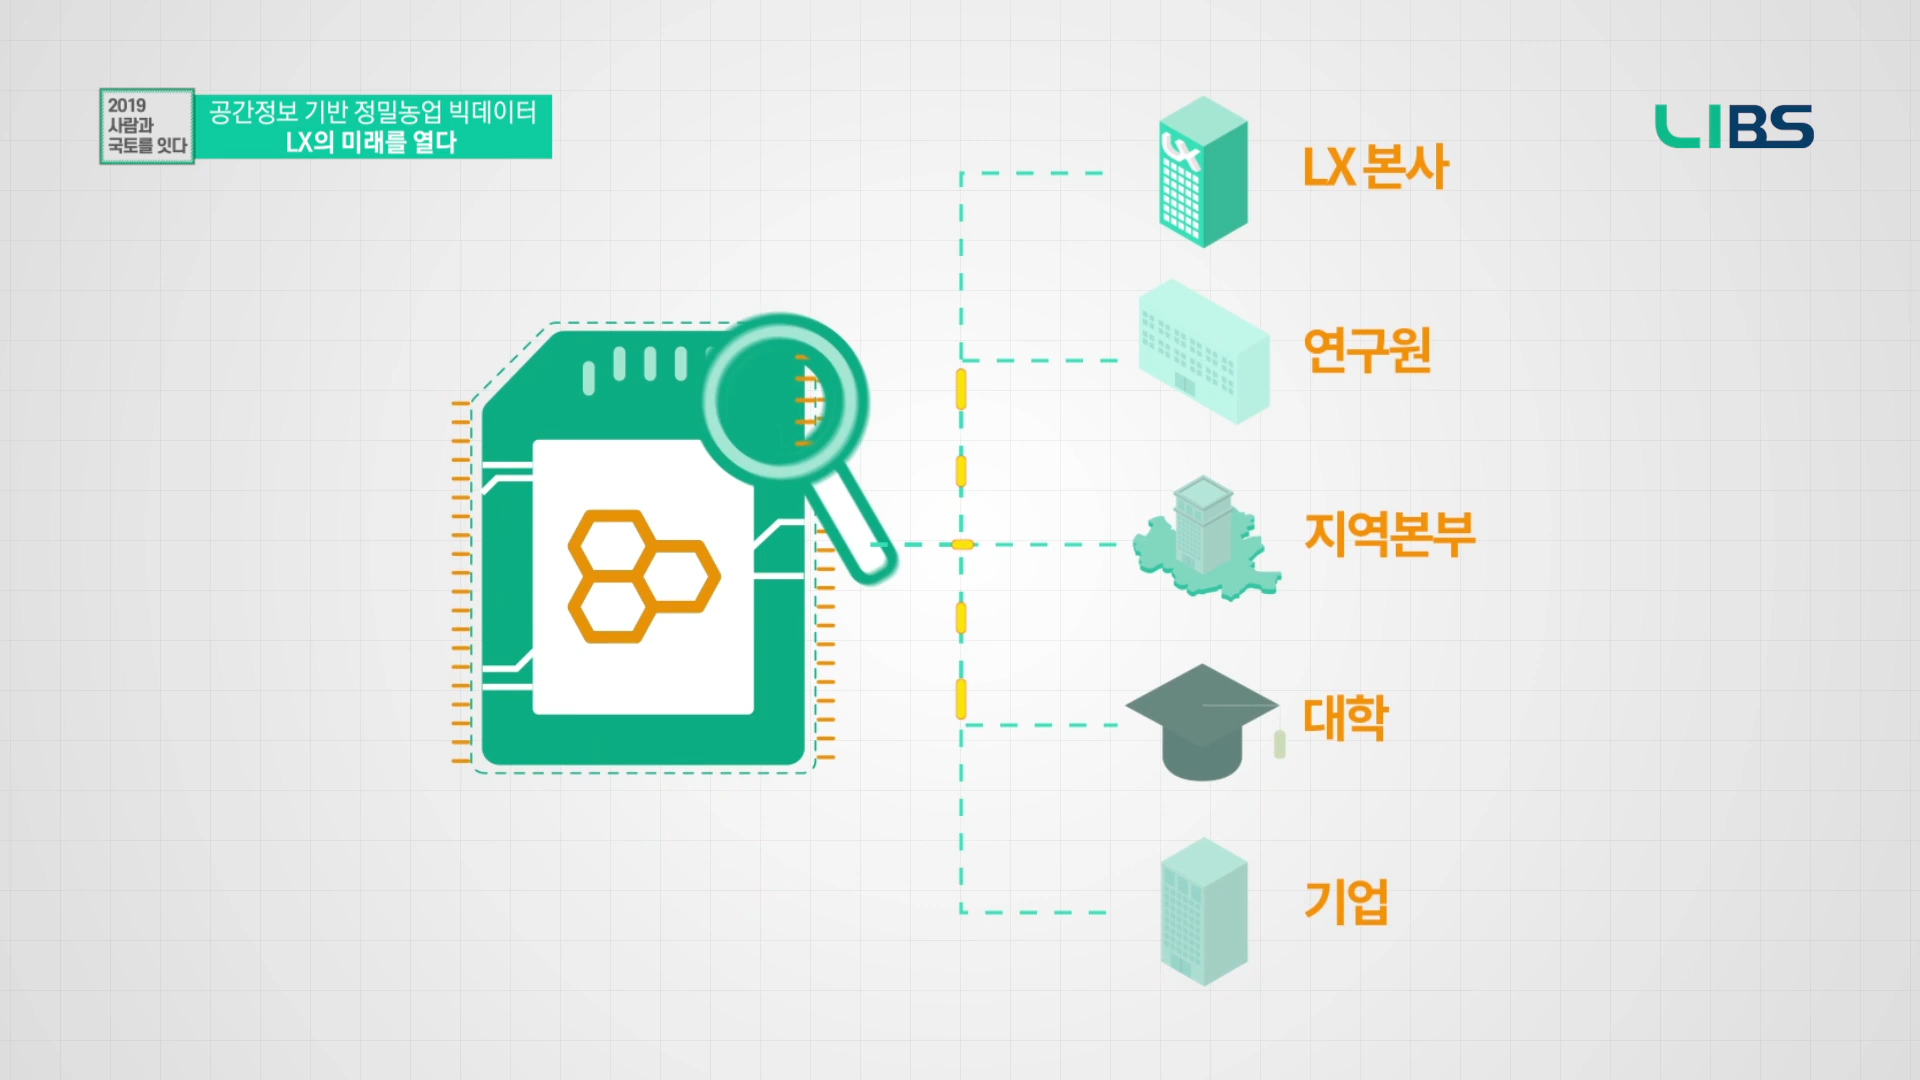 2019
사람과
국토를 잇다
공간정보 기반 정밀농업 빅데이터
LX의 미래를 열다
LIBS
LX
LX 본사
연구원
지역본부
대학
기업